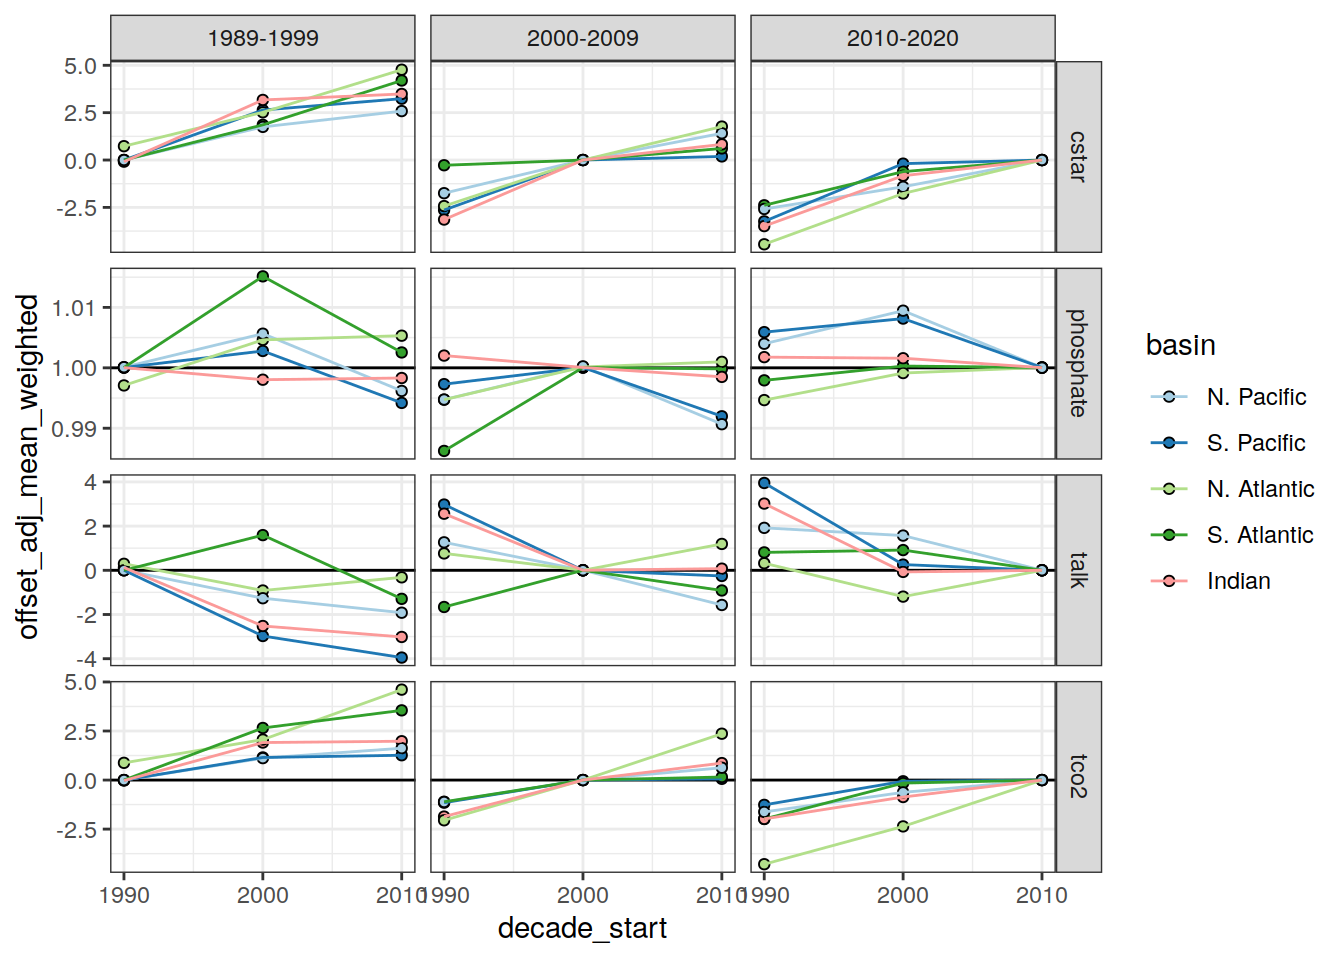 1989-1999 2000-2009 2010-2020
5.0
2.5
0.0
-2.5
cstar
1.01
1.00
0.99
phosphate
4
2
0
-2
-4
talk
5.0
2.5
0.0
-2.5
tco2
1990 2000 2010 1990 2000 2010 1990 2000 2010
decade_start
offset_adj_mean_weighted
basin
N. Pacific
S. Pacific
N. Atlantic
S. Atlantic
Indian